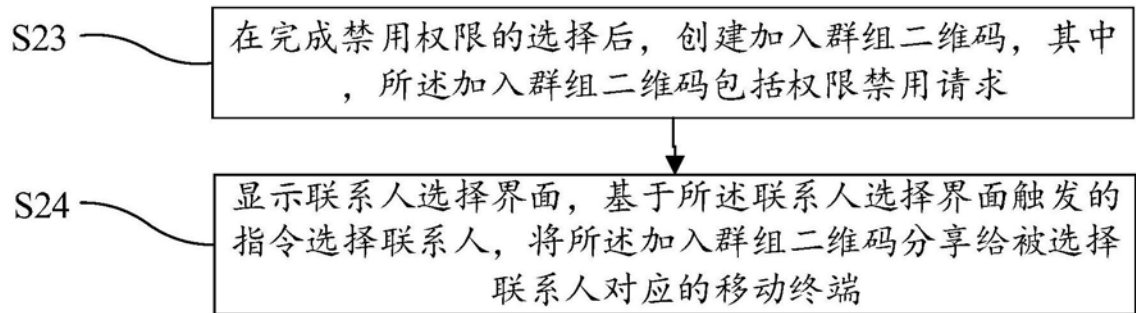 S23
在完成禁用权限的选择后，创建加入群组二维码，其中
，所述加入群组二维码包括权限禁用请求
S24
显示联系人选择界面，基于所述联系人选择界面触发的
指令选择联系人，将所述加入群组二维码分享给被选择
联系人对应的移动终端